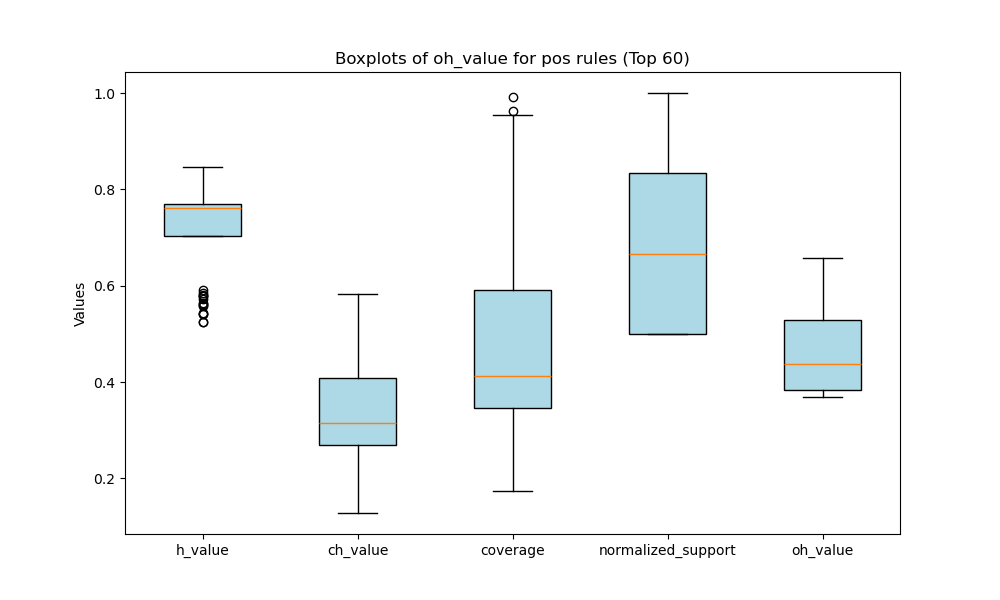 Boxplots of oh_value for pos rules (Top 60)
Values
1.0
0.8
0.6
0.4
0.2
h_value
ch_value
coverage
normalized_support
oh_value